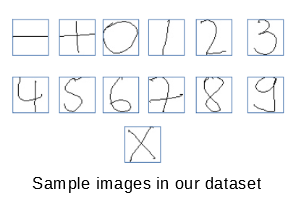 − + 0 1 2 3
4 5 6 7 8 9
X
Sample images in our dataset